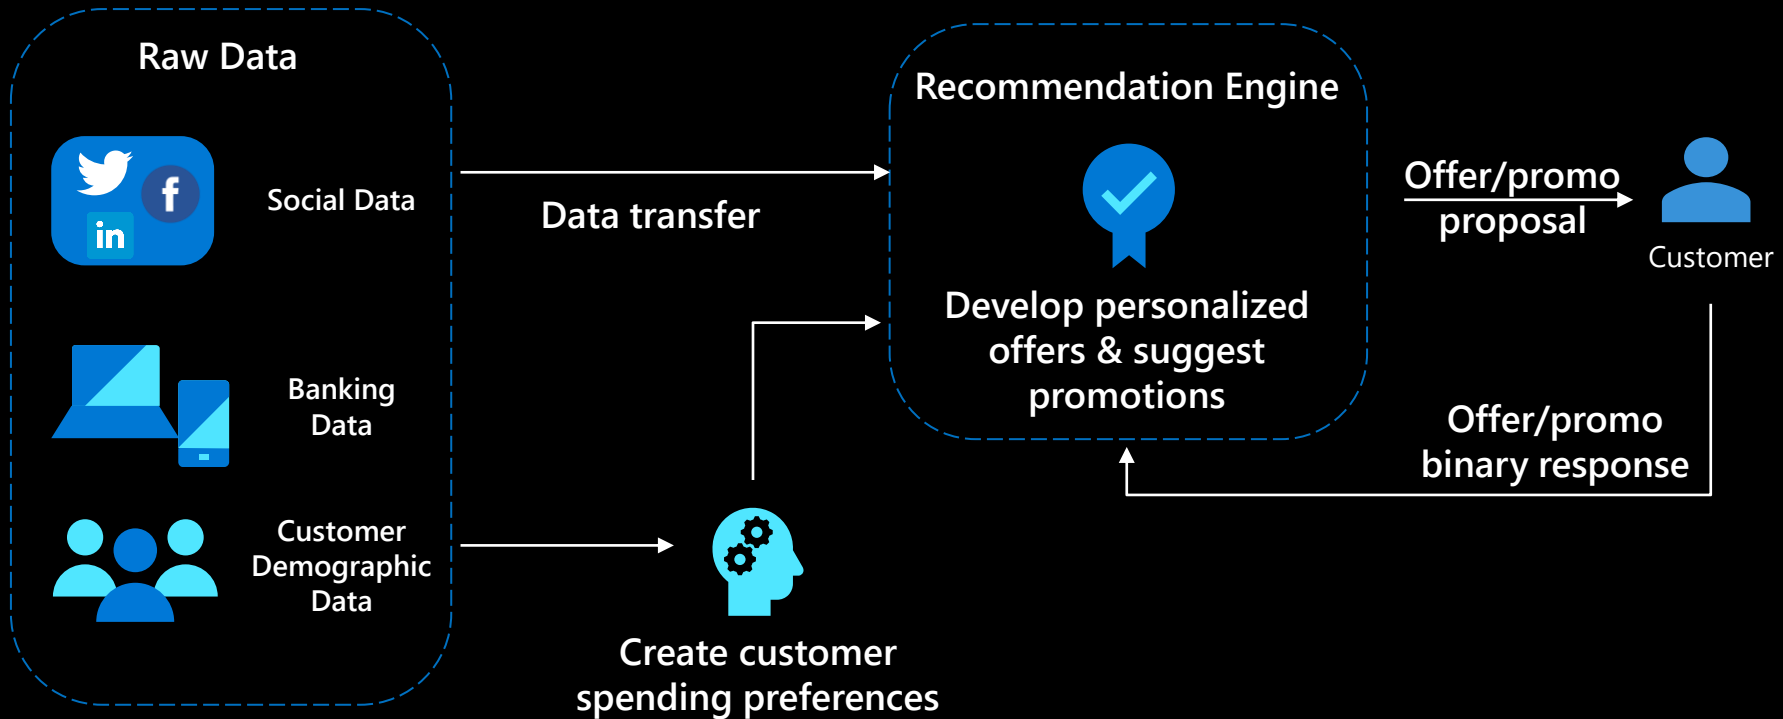 Raw Data
Social Data
Banking
Data
Customer
Demographic
Data
Data transfer
Create customer
spending preferences
Recommendation Engine
Develop personalized
offers & suggest
promotions
Offer/promo
proposal
Customer
Offer/promo
binary response
f
in